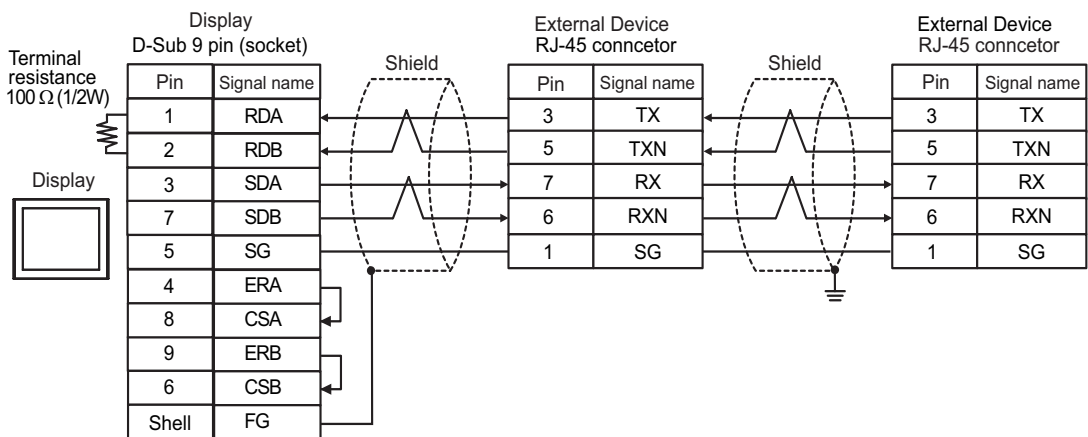 Display
D-Sub 9 pin (socket)
External Device
RJ-45 conncetor
External Device
RJ-45 conncetor
Terminal
resistance
100 Ω (1/2W)
Shield
Shield
Display
Pin Signal name
1 RDA
2 RDB
3 SDA
7 SDB
5 SG
4 ERA
8 CSA
9 ERB
6 CSB
Shell FG
Pin Signal name
3 TX
5 TXN
7 RX
6 RXN
1 SG
Pin Signal name
3 TX
5 TXN
7 RX
6 RXN
1 SG